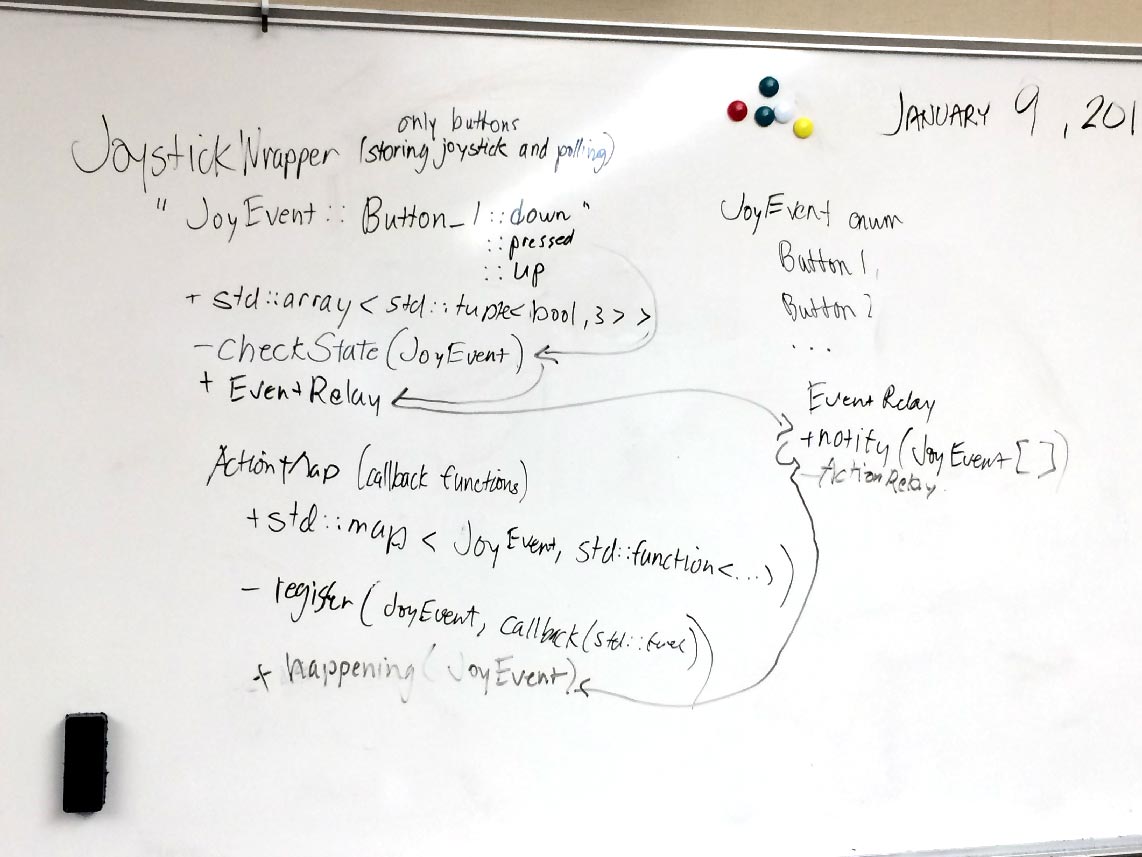 JANUARY 9, 201
only buttons
JoystickWrapper (storing joystick and polling)
" JoyEvent :: Button_1 :: down "
:: pressed
:: up
+ std::array < std::tuple< bool, 3 > >
- checkState (JoyEvent)
+ EventRelay
ActionMap (callback functions)
+ std::map < JoyEvent, std::function<...>)
- register (JoyEvent, callback (std::func))
+ happening (JoyEvent)
JoyEvent enum
Button 1,
Button 2
...
EventRelay
+ notify (JoyEvent [ ])
- ActionRelay